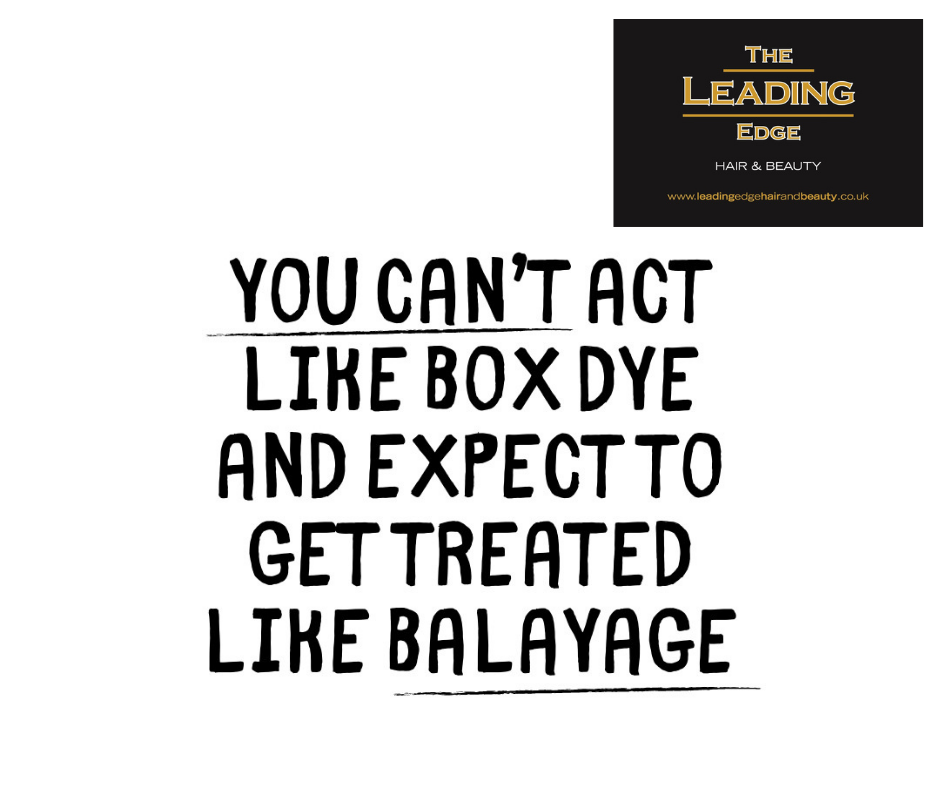 THE
LEADING
EDGE
HAIR & BEAUTY
www.leadingedgehairandbeauty.co.uk
YOU CAN'T ACT
LIKE BOX DYE
AND EXPECT TO
GET TREATED
LIKE BALAYAGE